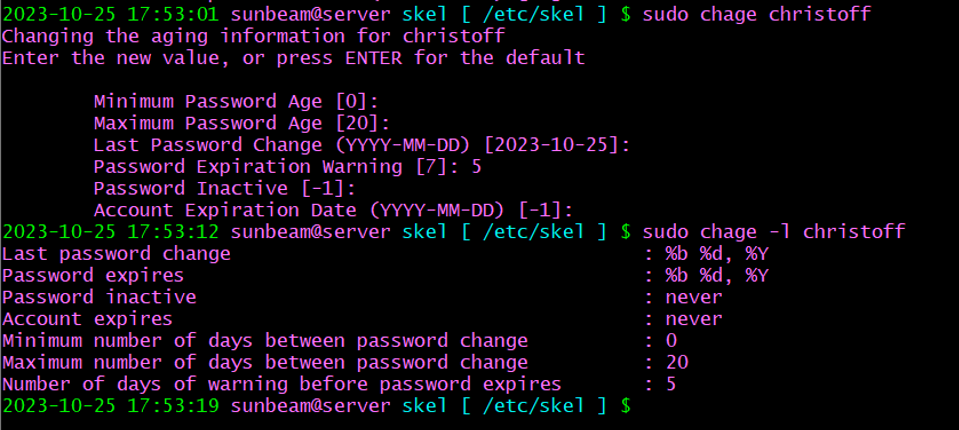 2023-10-25 17:53:01 sunbeam@server skel [ /etc/skel ] $ sudo chage christoff
Changing the aging information for christoff
Enter the new value, or press ENTER for the default
Minimum Password Age [0]:
Maximum Password Age [20]:
Last Password Change (YYYY-MM-DD) [2023-10-25]:
Password Expiration Warning [7]: 5
Password Inactive [-1]:
Account Expiration Date (YYYY-MM-DD) [-1]:
2023-10-25 17:53:12 sunbeam@server skel [ /etc/skel ] $ sudo chage -l christoff
Last password change : %b %d, %Y
Password expires : %b %d, %Y
Password inactive : never
Account expires : never
Minimum number of days between password change : 0
Maximum number of days between password change : 20
Number of days of warning before password expires : 5
2023-10-25 17:53:19 sunbeam@server skel [ /etc/skel ] $